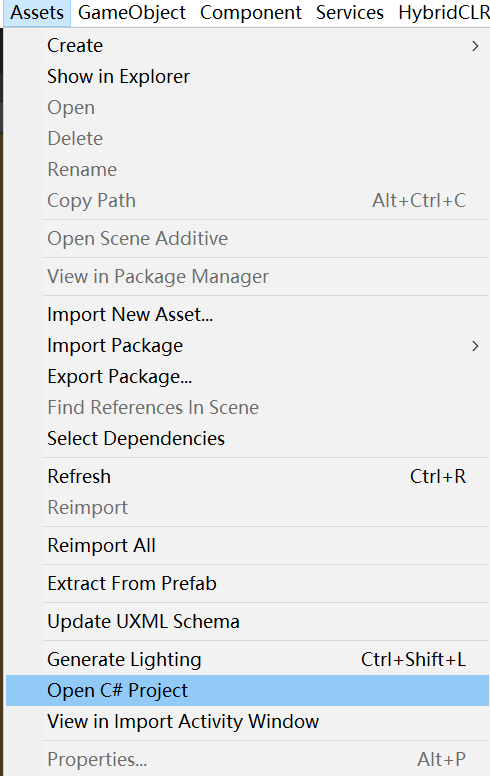 Assets GameObject Component Services HybridCLR
Create
Show in Explorer
Open
Delete
Rename
Copy Path Alt+Ctrl+C
Open Scene Additive
View in Package Manager
Import New Asset...
Import Package
Export Package...
Find References In Scene
Select Dependencies
Refresh Ctrl+R
Reimport
Reimport All
Extract From Prefab
Update UXML Schema
Generate Lighting Ctrl+Shift+L
Open C# Project
View in Import Activity Window
Properties... Alt+P